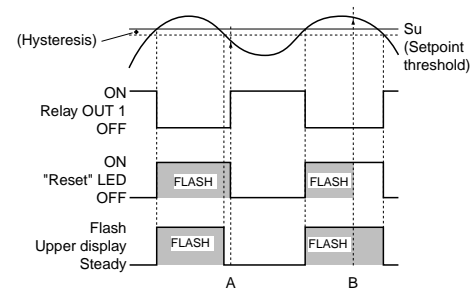 (Hysteresis)
Su
(Setpoint
threshold)
ON
Relay OUT 1
OFF
ON
"Reset" LED
OFF
FLASH
FLASH
Flash
Upper display
Steady
FLASH
FLASH
A
B